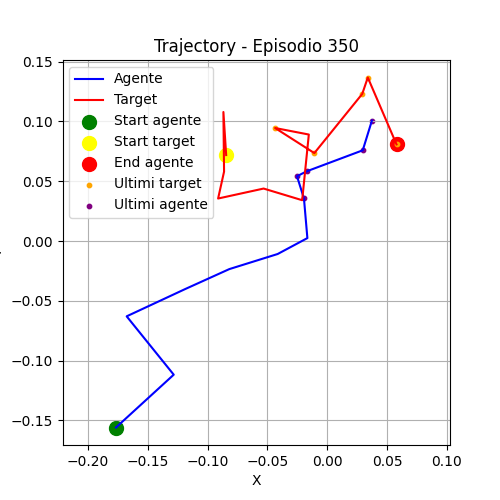 Trajectory - Episodio 350
Agente
Target
Start agente
Start target
End agente
Ultimi target
Ultimi agente
0.15
0.10
0.05
0.00
−0.05
−0.10
−0.15
−0.20
−0.15
−0.10
−0.05
0.00
0.05
0.10
X